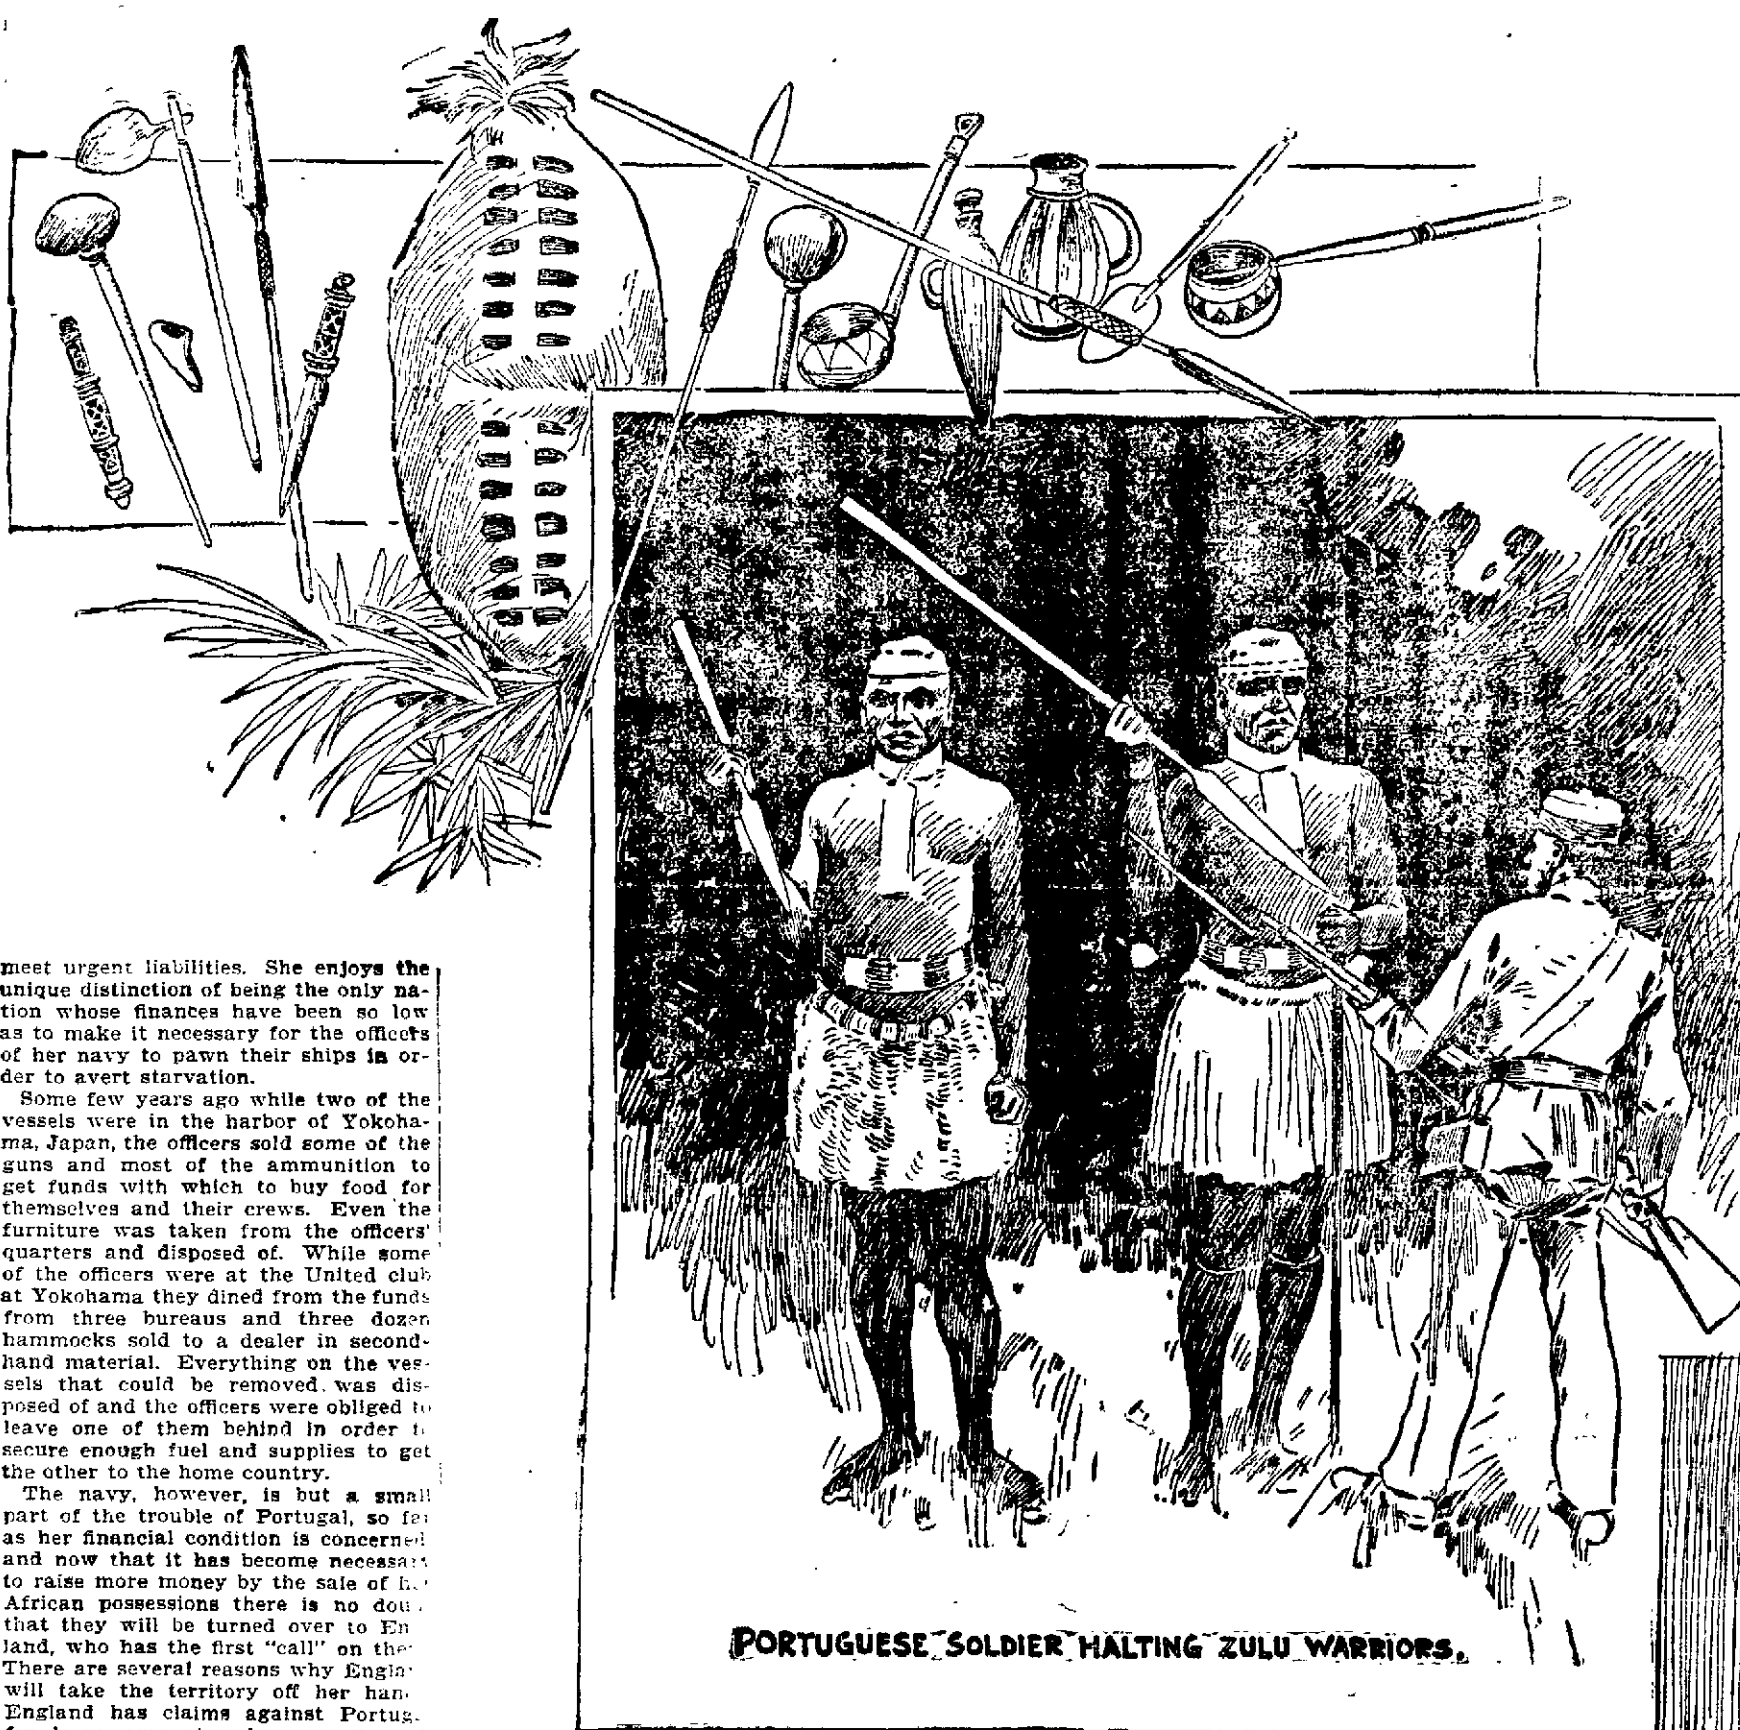 meet urgent liabilities. She enjoys the
unique distinction of being the only na-
tion whose finances have been so low
as to make it necessary for the officers
of her navy to pawn their ships in or-
der to avert starvation.
Some few years ago while two of the
vessels were in the harbor of Yokoha-
ma, Japan, the officers sold some of the
guns and most of the ammunition to
get funds with which to buy food for
themselves and their crews. Even the
furniture was taken from the officers'
quarters and disposed of. While some
of the officers were at the United club
at Yokohama they dined from the funds
from three bureaus and three dozen
hammocks sold to a dealer in second-
hand material. Everything on the ves-
sels that could be removed was dis-
posed of and the officers were obliged to
leave one of them behind in order
secure enough fuel and supplies to get
the other to the home country.
The navy, however, is but a small
part of the trouble of Portugal, so far
as her financial condition is concerned
and now that it has become necessary
to raise more money by the sale of
African possessions there is no
that they will be turned over to En
land, who has the first "call" on
There are several reasons why
will take the territory off her
England has claims against
PORTUGUESE SOLDIER HALTING ZULU WARRIORS.